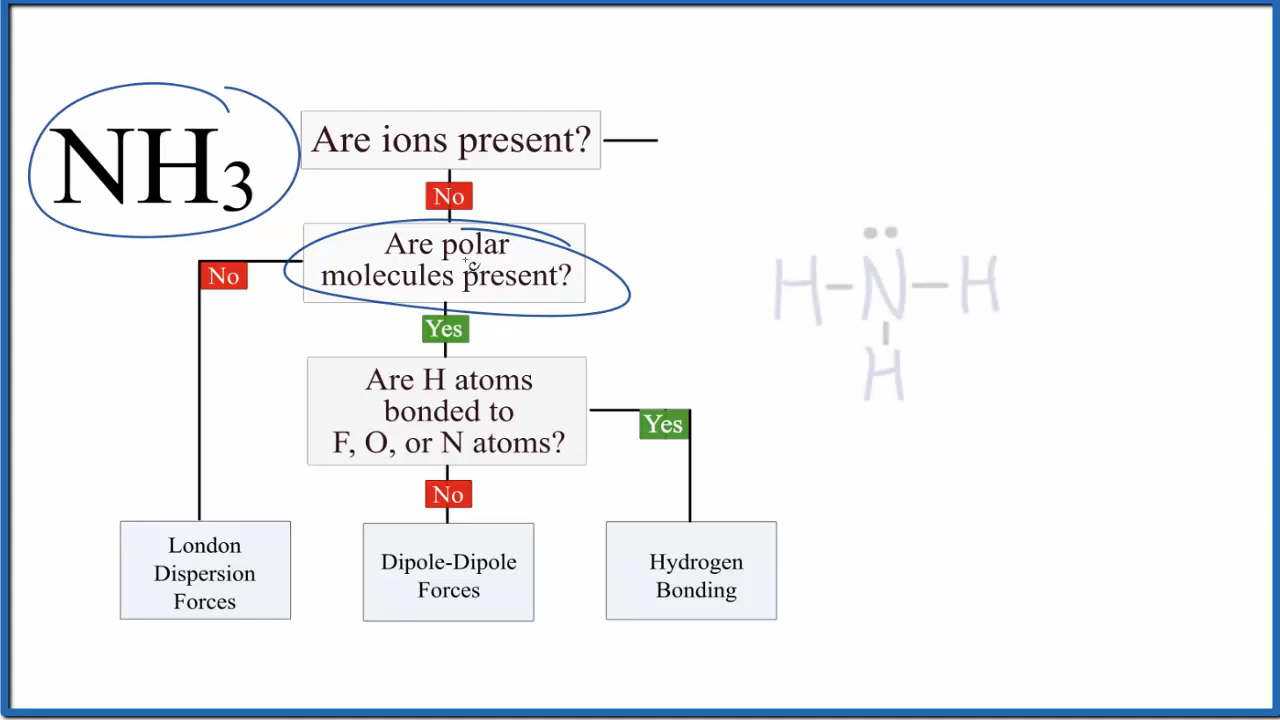 NH3
Are ions present?
No
Are polar
molecules present?
No
Yes
Are H atoms
bonded to
F, O, or N atoms?
Yes
No
London
Dispersion
Forces
Dipole-Dipole
Forces
Hydrogen
Bonding
H–N–H
H